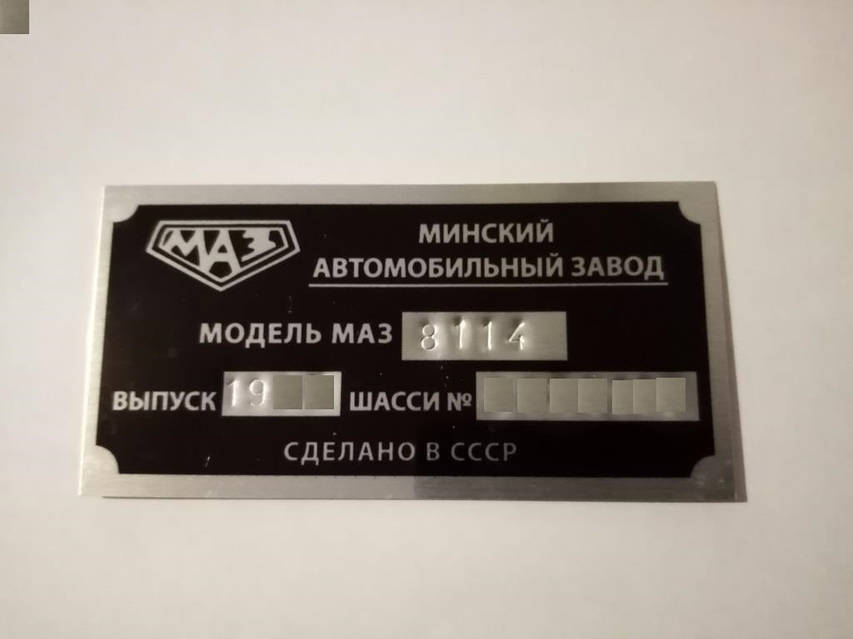 МАЗ
МИНСКИЙ
АВТОМОБИЛЬНЫЙ ЗАВОД
МОДЕЛЬ МАЗ 8114
ВЫПУСК 19 ШАССИ №
СДЕЛАНО В СССР